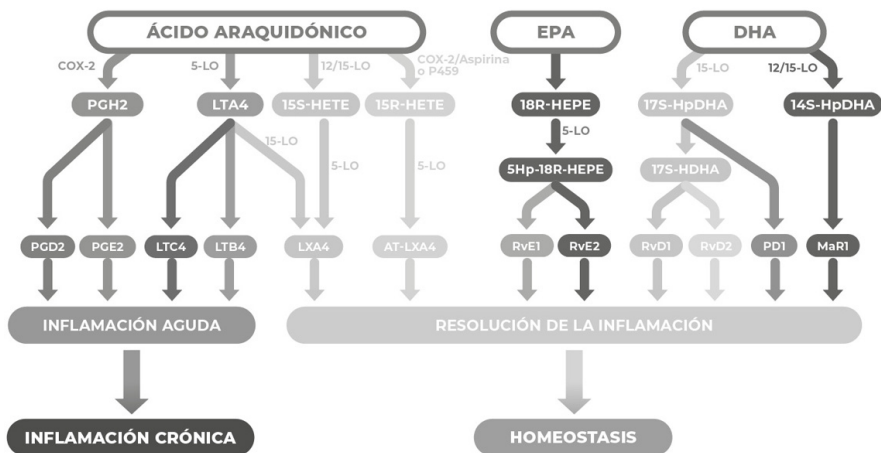 ÁCIDO ARAQUIDÓNICO
EPA
DHA
COX-2
5-LO
12/15-LO
COX-2/Aspirina
o P459
15-LO
12/15-LO
PGH2
LTA4
15S-HETE
15R-HETE
18R-HEPE
17S-HpDHA
14S-HpDHA
15-LO
5-LO
5-LO
5-LO
5Hp-18R-HEPE
17S-HDHA
PGD2
PGE2
LTC4
LTB4
LXA4
AT-LXA4
RvE1
RvE2
RvD1
RvD2
PD1
MaR1
INFLAMACIÓN AGUDA
RESOLUCIÓN DE LA INFLAMACIÓN
INFLAMACIÓN CRÓNICA
HOMEOSTASIS